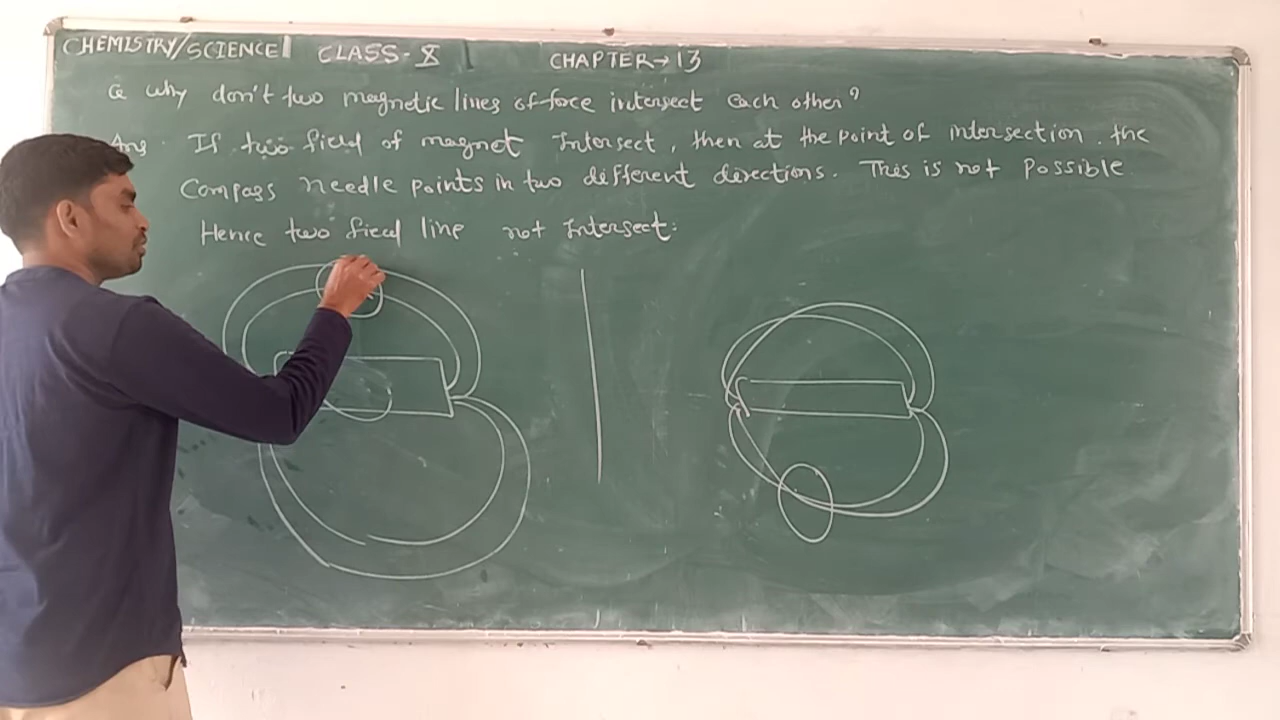 CHEMISTRY/SCIENCE CLASS-X CHAPTER→13
Q why don't two magnetic lines of force intersect each other?
Ans. If two field of magnet Intersect, then at the point of intersection. the
Compass needle points in two different directions. This is not possible.
Hence two field line not Intersect: